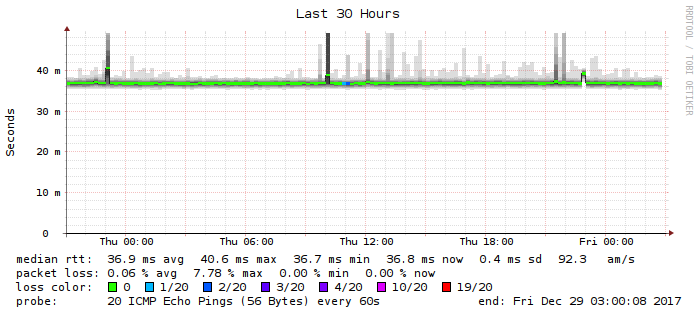 Last 30 Hours
RRDTOOL / TOBI OETIKER
Seconds
40 m
30 m
20 m
10 m
0
Thu 00:00 Thu 06:00 Thu 12:00 Thu 18:00 Fri 00:00
median rtt: 36.9 ms avg 40.6 ms max 36.7 ms min 36.8 ms now 0.4 ms sd 92.3 am/s
packet loss: 0.06 % avg 7.78 % max 0.00 % min 0.00 % now
loss color: 0 1/20 2/20 3/20 4/20 10/20 19/20
probe: 20 ICMP Echo Pings (56 Bytes) every 60s end: Fri Dec 29 03:00:08 2017